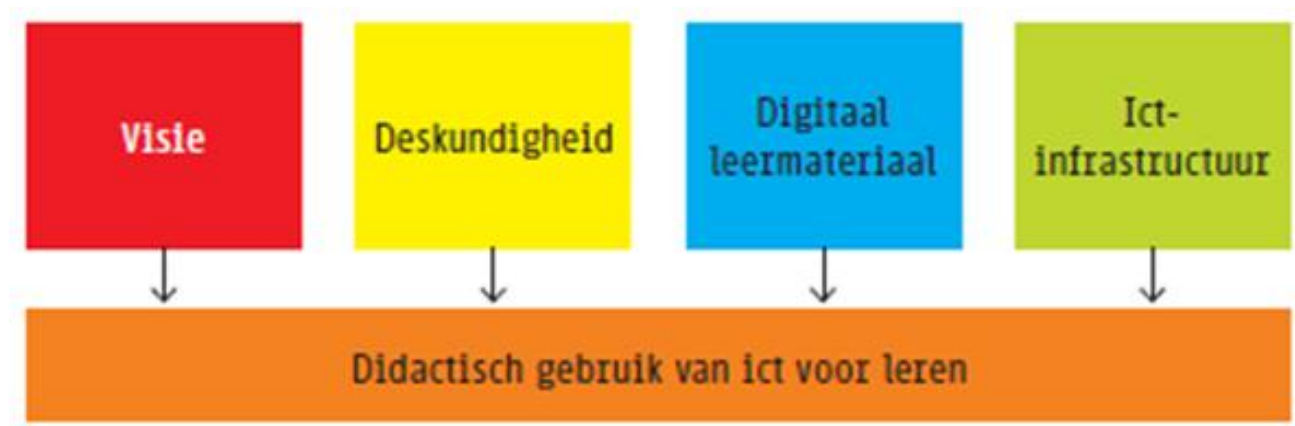 Visie
Deskundigheid
Digitaal
leermateriaal
Ict-
infrastructuur
Didactisch gebruik van ict voor leren